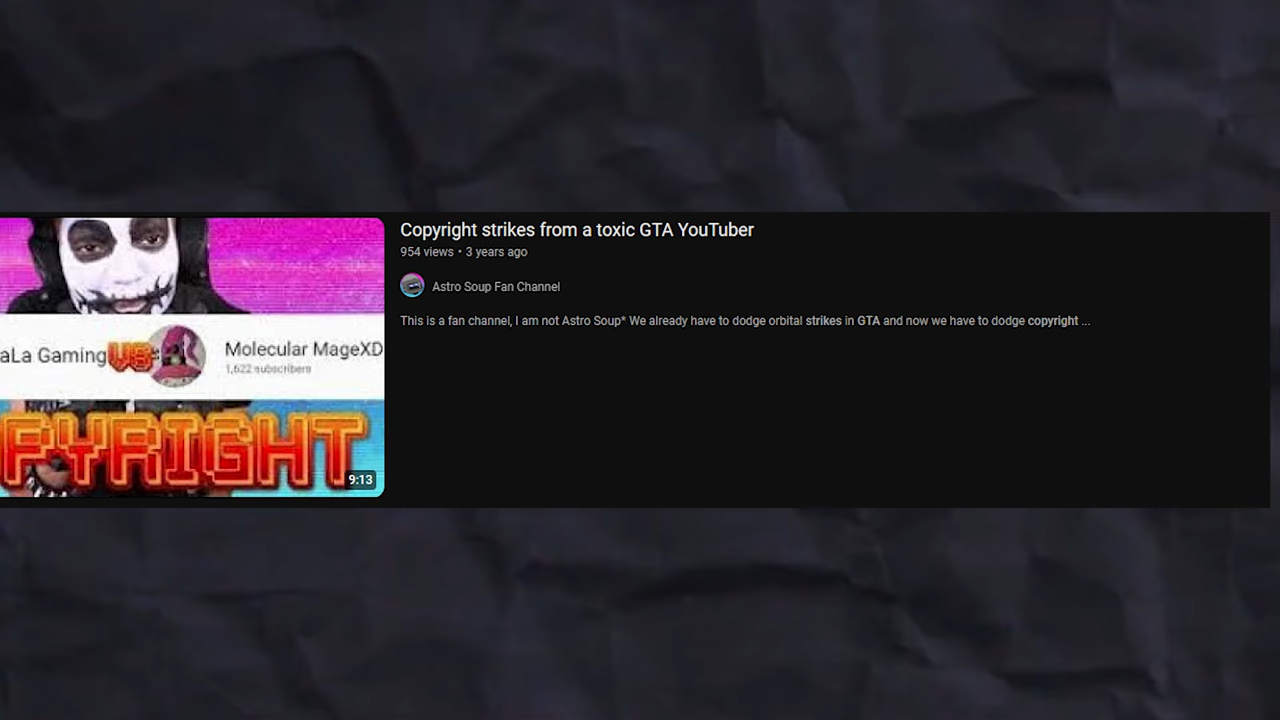 Copyright strikes from a toxic GTA YouTuber
954 views • 3 years ago
Astro Soup Fan Channel
This is a fan channel, I am not Astro Soup* We already have to dodge orbital strikes in GTA and now we have to dodge copyright ...
aLa Gaming VS Molecular MageXD
1,622 subscribers
PYRIGHT
9:13